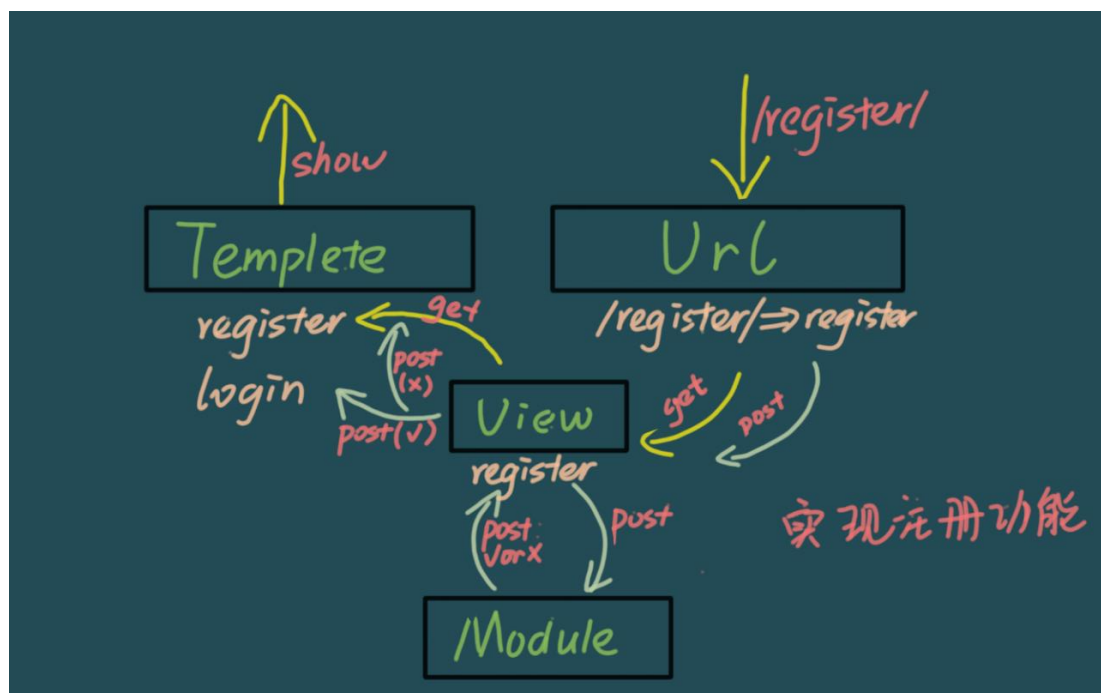 /register/
show
Templete
Url
register
get
/register/⇒register
post
(x)
login
get
post
View
post(√)
register
post
√orx
post
实现注册功能
Module